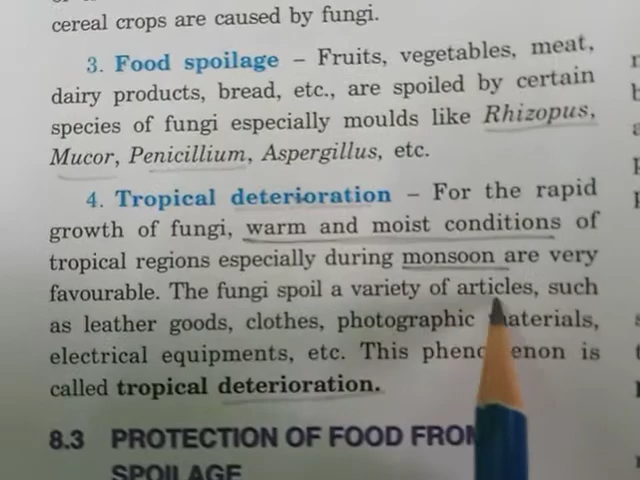 cereal crops are caused by fungi.
3. Food spoilage – Fruits, vegetables, meat,
dairy products, bread, etc., are spoiled by certain
species of fungi especially moulds like Rhizopus,
Mucor, Penicillium, Aspergillus, etc.
4. Tropical deterioration – For the rapid
growth of fungi, warm and moist conditions of
tropical regions especially during monsoon are very
favourable. The fungi spoil a variety of articles, such
as leather goods, clothes, photographic materials,
electrical equipments, etc. This phenomenon is
called tropical deterioration.
8.3 PROTECTION OF FOOD FROM
SPOILAGE